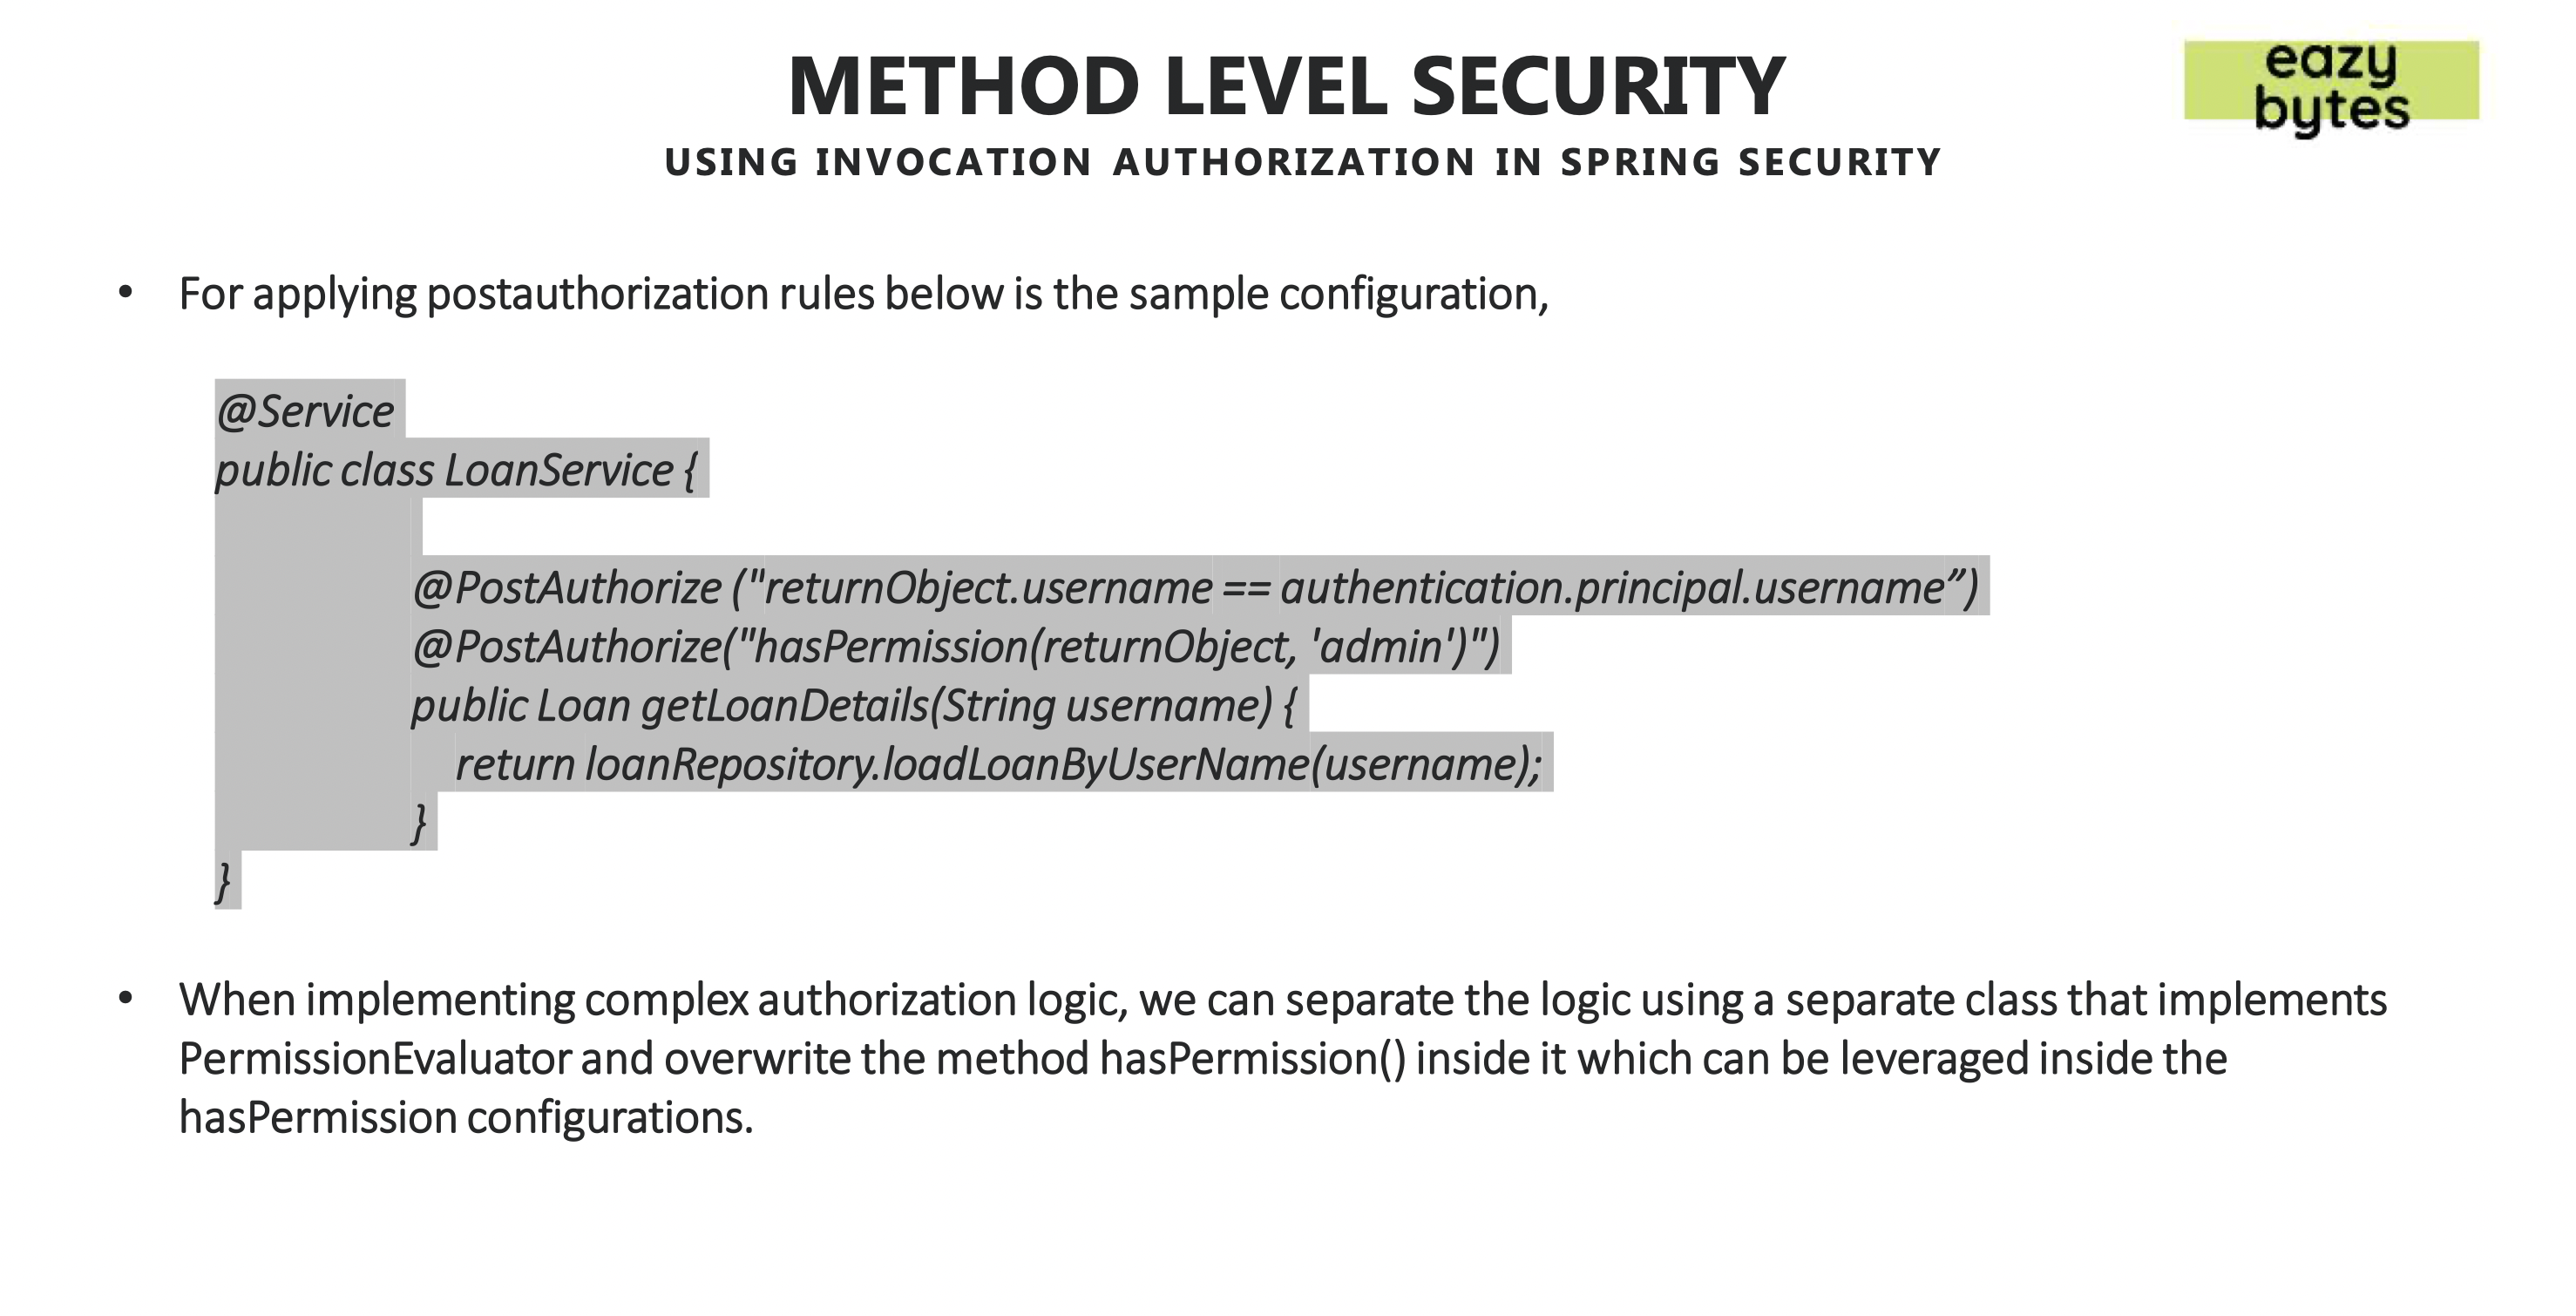 METHOD LEVEL SECURITY
eazy
bytes
USING INVOCATION AUTHORIZATION IN SPRING SECURITY
• For applying postauthorization rules below is the sample configuration,
@Service
public class LoanService {
@PostAuthorize ("returnObject.username == authentication.principal.username”)
@PostAuthorize("hasPermission(returnObject, 'admin')")
public Loan getLoanDetails(String username) {
return loanRepository.loadLoanByUserName(username);
}
}
• When implementing complex authorization logic, we can separate the logic using a separate class that implements
PermissionEvaluator and overwrite the method hasPermission() inside it which can be leveraged inside the
hasPermission configurations.